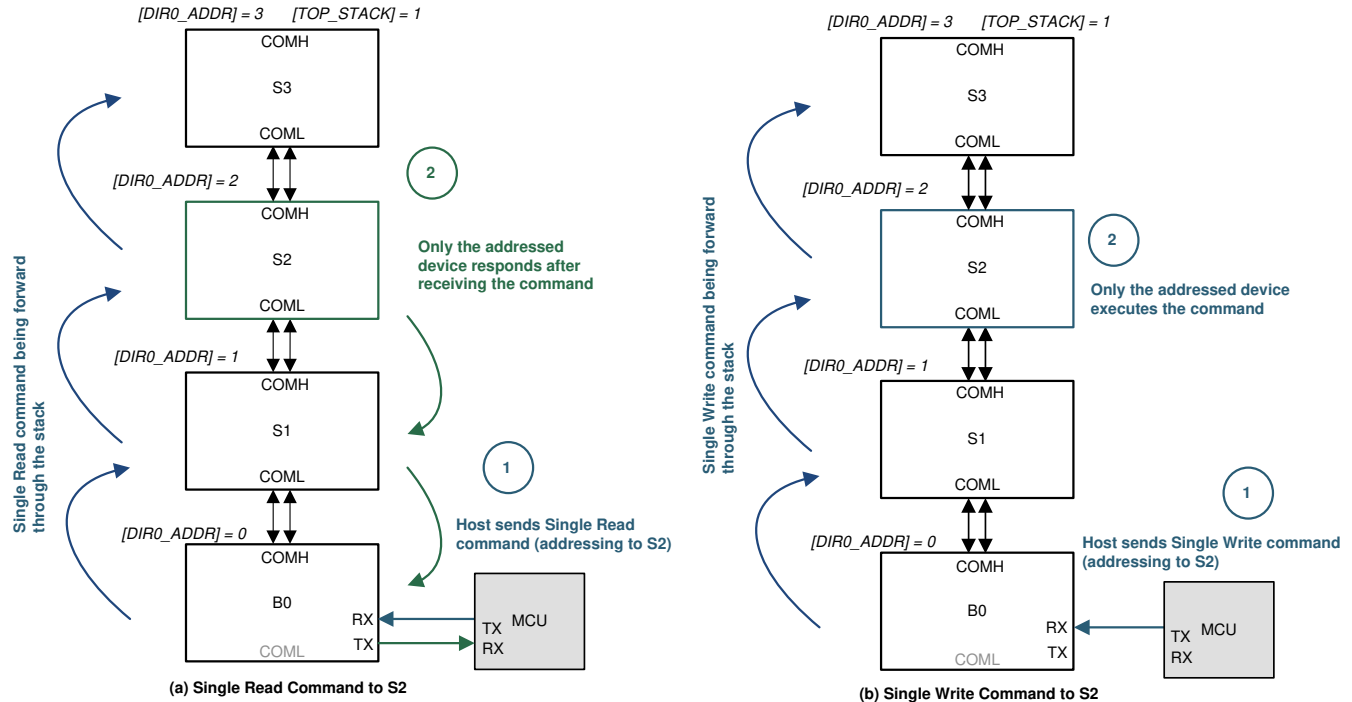 [DIR0_ADDR] = 3 [TOP_STACK] = 1
COMH
S3
COML
[DIR0_ADDR] = 2
2
COMH
S2
COML
Only the addressed
device responds after
receiving the command
[DIR0_ADDR] = 1
COMH
S1
COML
1
Host sends Single Read
command (addressing to S2)
[DIR0_ADDR] = 0
COMH
B0
RX
TX
COML
TX
MCU
RX
Single Read command being forward
through the stack
(a) Single Read Command to S2
[DIR0_ADDR] = 3 [TOP_STACK] = 1
COMH
S3
COML
[DIR0_ADDR] = 2
2
COMH
S2
COML
Only the addressed device
executes the command
[DIR0_ADDR] = 1
COMH
S1
COML
1
Host sends Single Write command
(addressing to S2)
[DIR0_ADDR] = 0
COMH
B0
RX
TX
COML
TX
MCU
RX
Single Write command being forward
through the stack
(b) Single Write Command to S2